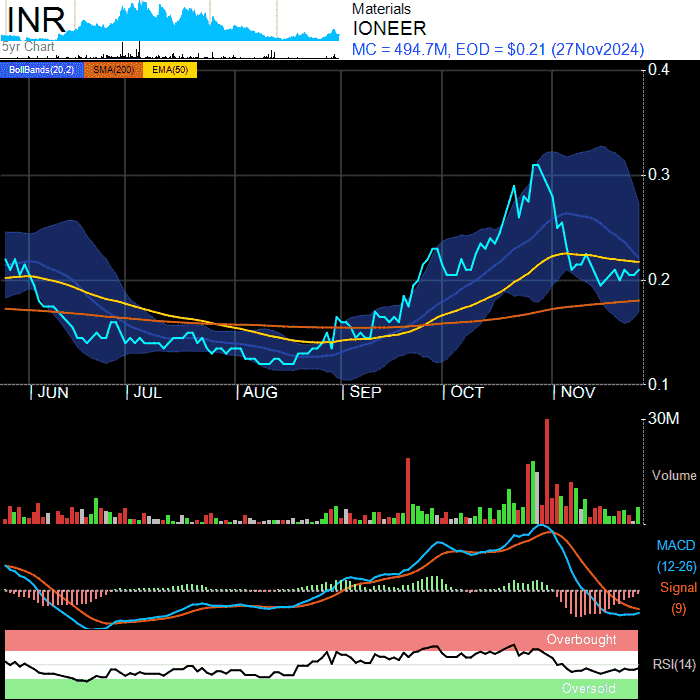 INR
5yr Chart
Materials
IONEER
MC = 494.7M, EOD = $0.21 (27Nov2024)
BollBands(20,2) SMA(200) EMA(50)
0.4
0.3
0.2
0.1
JUN JUL AUG SEP OCT NOV
30M
Volume
MACD
(12-26)
Signal
(9)
Overbought
RSI(14)
Oversold